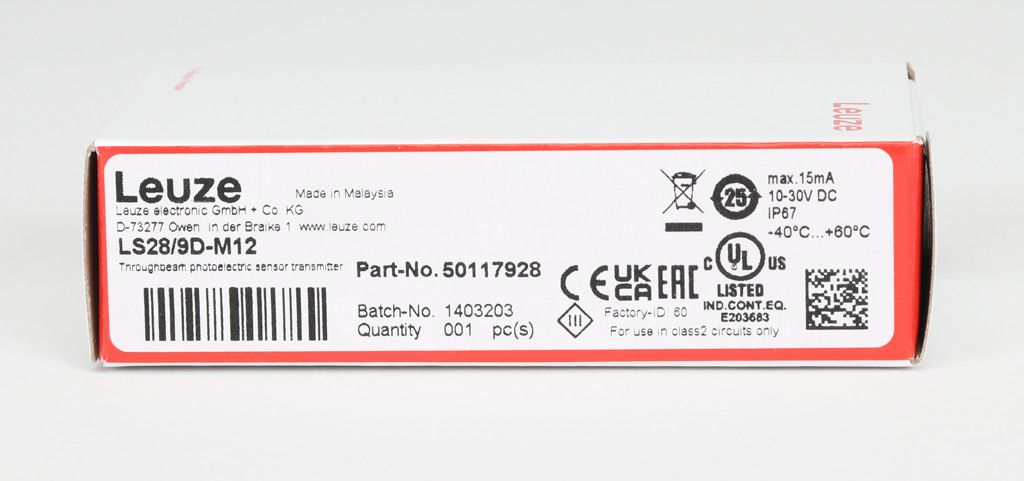 Leuze
Leuze
Made in Malaysia
Leuze electronic GmbH + Co. KG
D-73277 Owen in der Braike 1 www.leuze.com
LS28/9D-M12
Throughbeam photoelectric sensor transmitter
Part-No. 50117928
Batch-No. 1403203
Quantity 001 pc(s)
25
max.15mA
10-30V DC
IP67
-40°C...+60°C
CE UKCA EAC
C UL US
LISTED
IND.CONT.EQ.
E203683
III
Factory-ID: 60
For use in class2 circuits only